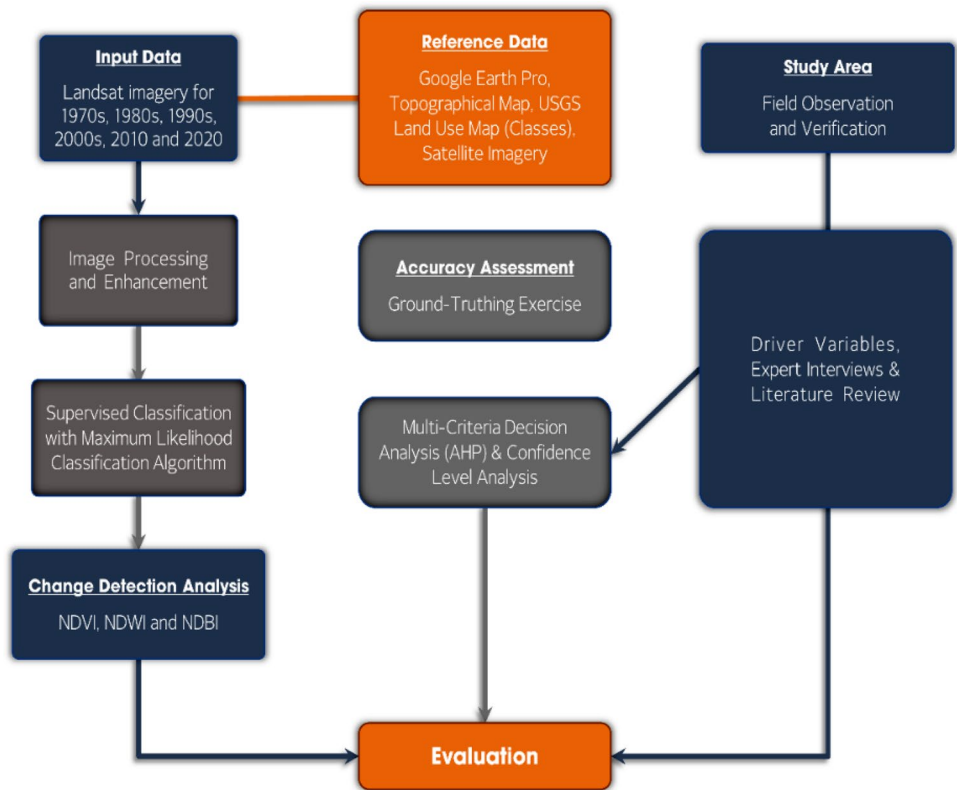 Input Data
Landsat imagery for
1970s, 1980s, 1990s,
2000s, 2010 and 2020
Reference Data
Google Earth Pro,
Topographical Map, USGS
Land Use Map (Classes),
Satellite Imagery
Study Area
Field Observation
and Verification
Image Processing
and Enhancement
Accuracy Assessment
Ground-Truthing Exercise
Driver Variables,
Expert Interviews &
Literature Review
Supervised Classification
with Maximum Likelihood
Classification Algorithm
Multi-Criteria Decision
Analysis (AHP) & Confidence
Level Analysis
Change Detection Analysis
NDVI, NDWI and NDBI
Evaluation